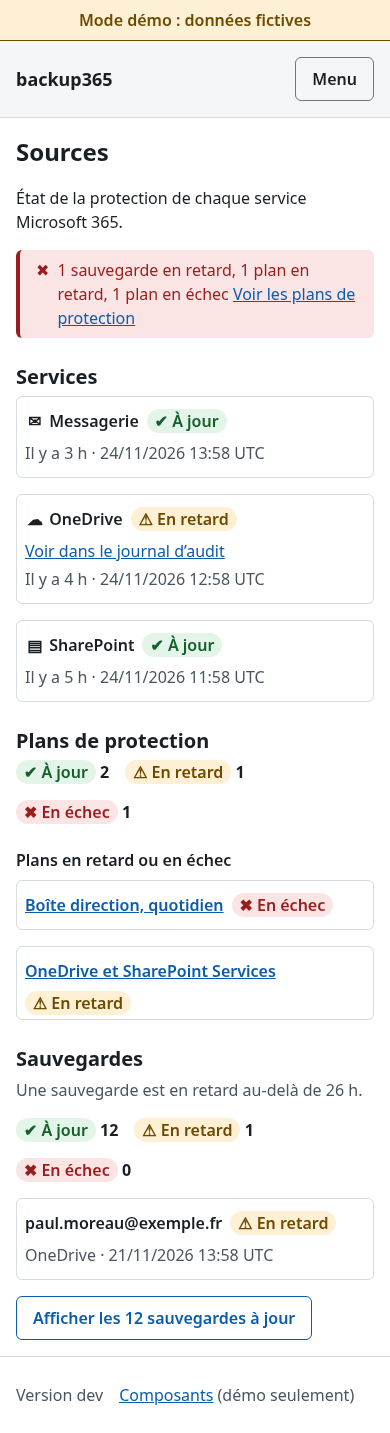 Mode démo : données fictives
backup365
Menu
Sources
État de la protection de chaque service
Microsoft 365.
✖ 1 sauvegarde en retard, 1 plan en
retard, 1 plan en échec Voir les plans de
protection
Services
✉ Messagerie ✔ À jour
Il y a 3 h · 24/11/2026 13:58 UTC
☁ OneDrive ⚠ En retard
Voir dans le journal d’audit
Il y a 4 h · 24/11/2026 12:58 UTC
▤ SharePoint ✔ À jour
Il y a 5 h · 24/11/2026 11:58 UTC
Plans de protection
✔ À jour 2 ⚠ En retard 1
✖ En échec 1
Plans en retard ou en échec
Boîte direction, quotidien ✖ En échec
OneDrive et SharePoint Services
⚠ En retard
Sauvegardes
Une sauvegarde est en retard au-delà de 26 h.
✔ À jour 12 ⚠ En retard 1
✖ En échec 0
paul.moreau@exemple.fr ⚠ En retard
OneDrive · 21/11/2026 13:58 UTC
Afficher les 12 sauvegardes à jour
Version dev Composants (démo seulement)